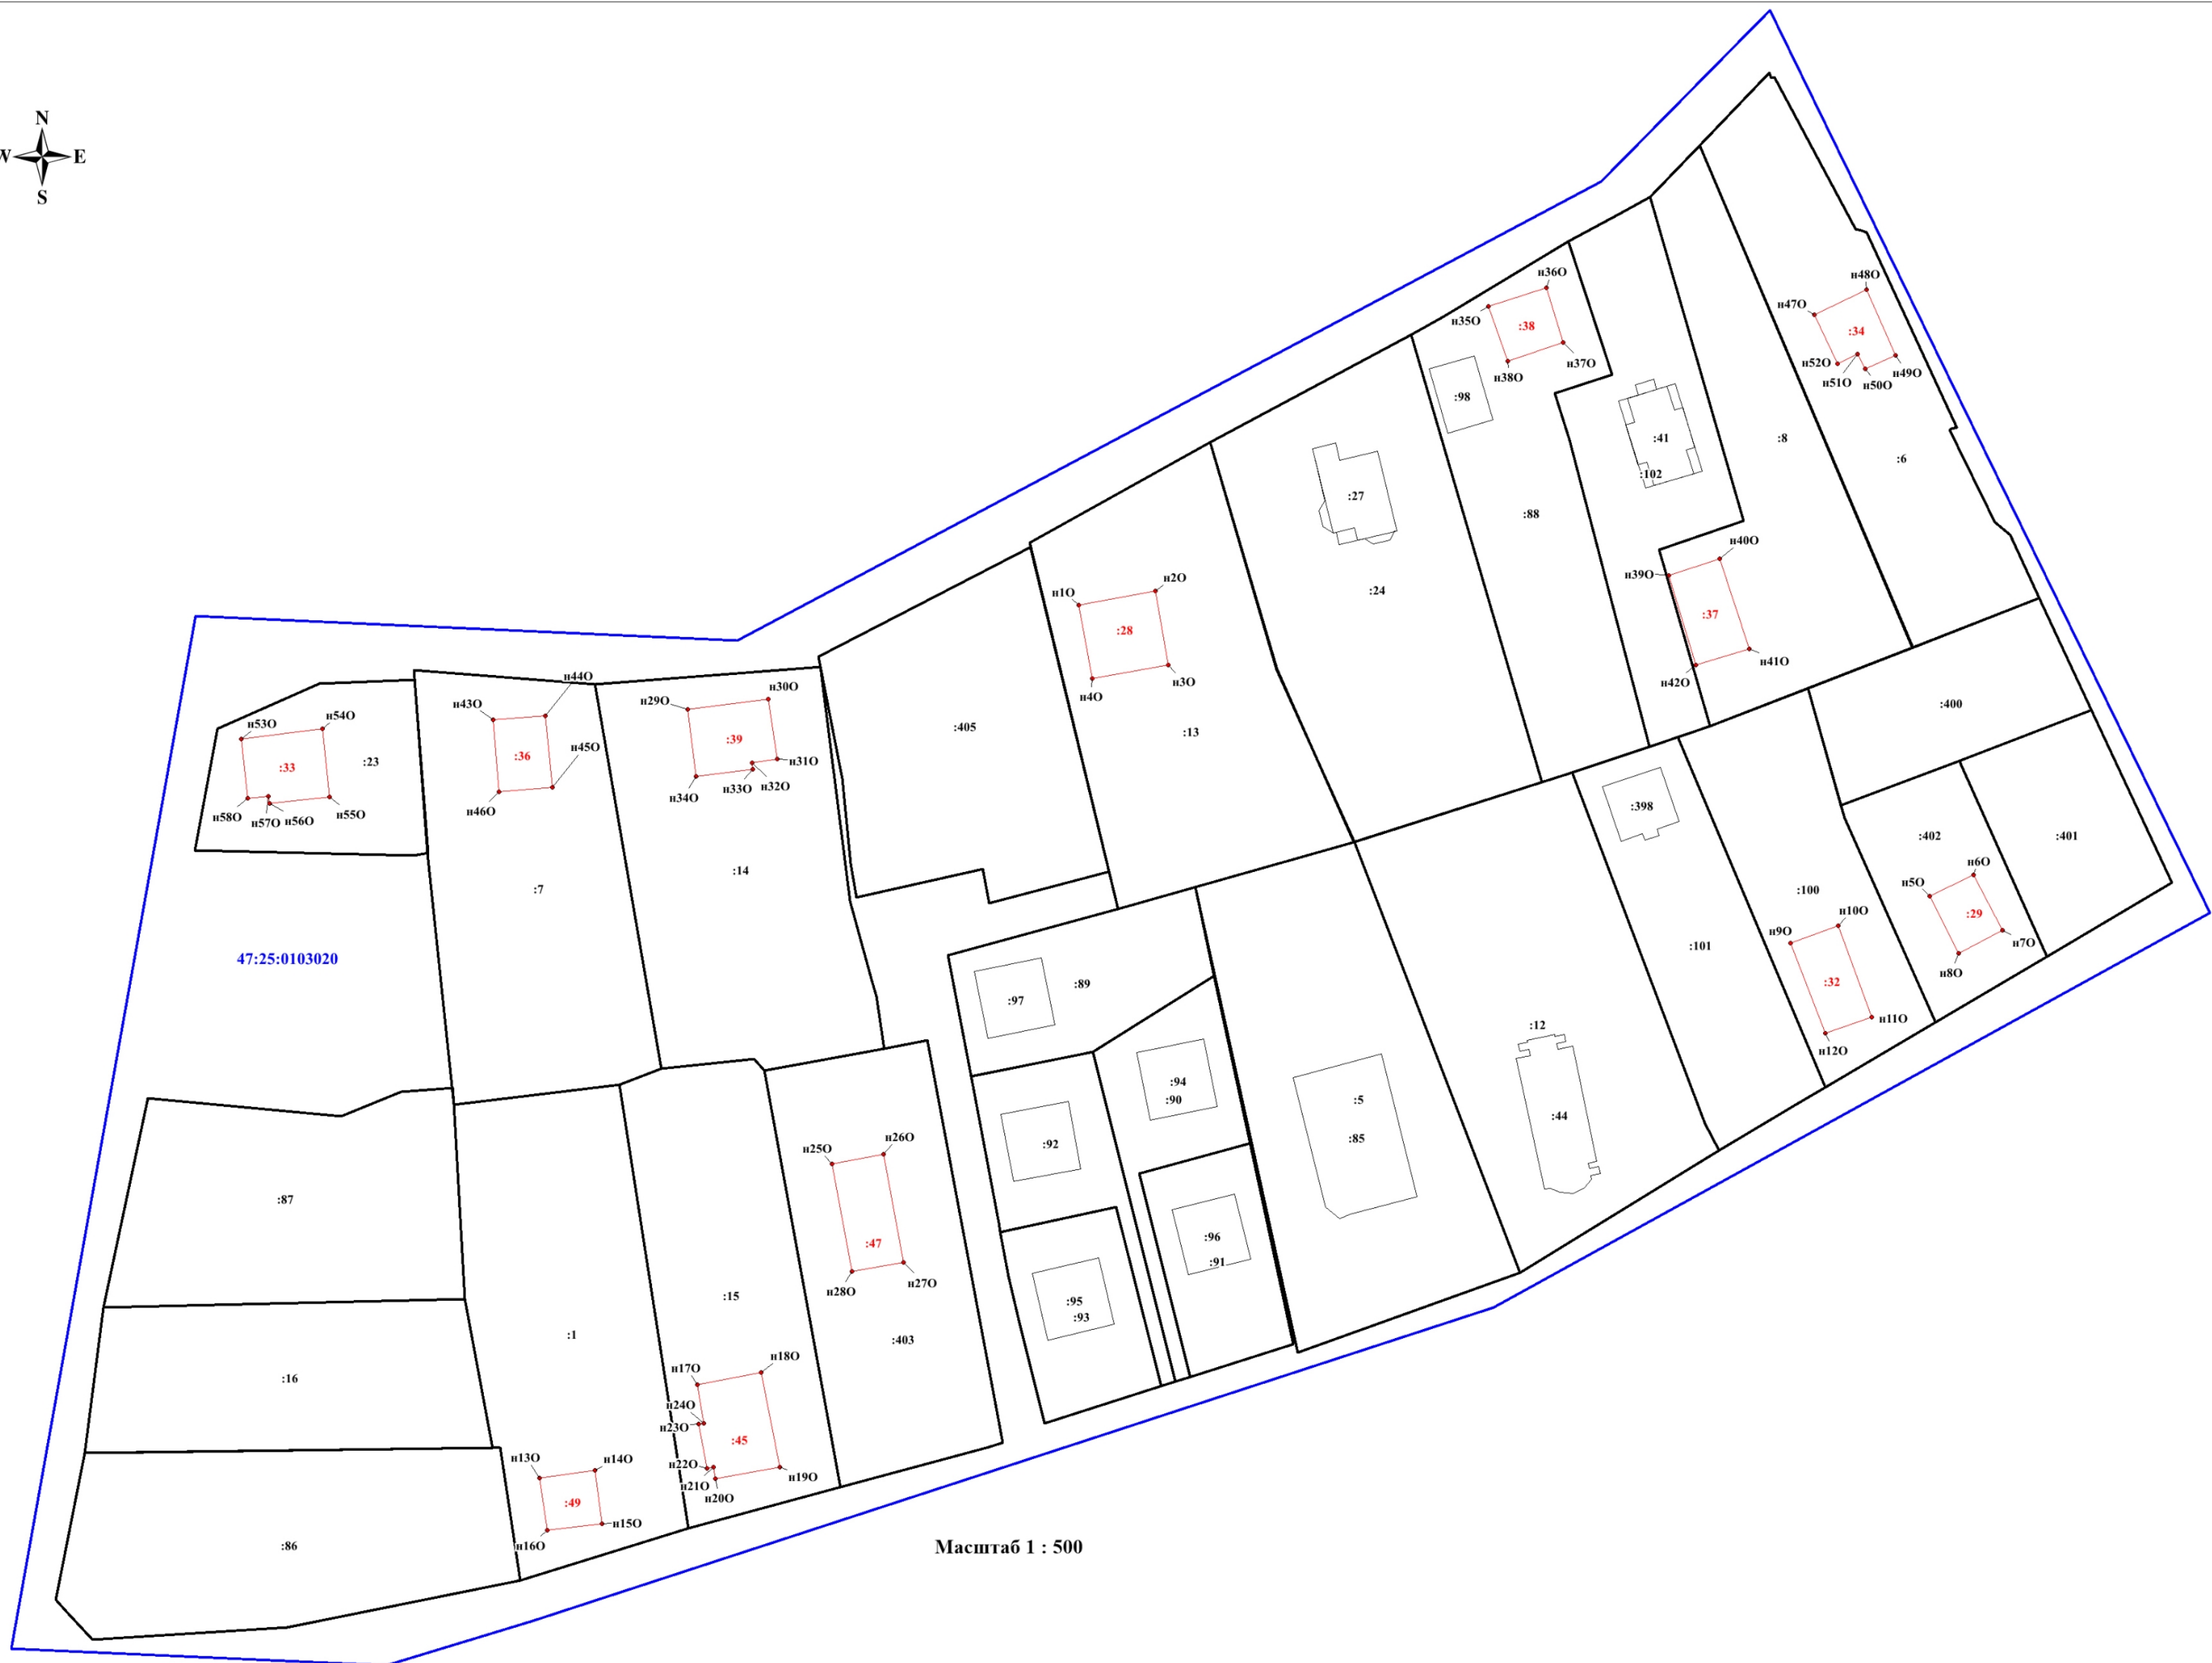 N
W E
S
н36О
н48О
н47О
н35О
:38
:34
н37О
н52О
н49О
н38О
н51О н50О
:98
:41
:8
:6
:102
:27
:88
н40О
н39О
н2О
н1О
:24
:37
:28
н41О
н3О
н42О
н4О
н44О
н30О
н43О
н29О
:400
н53О
н54О
:405
:13
:39
н45О
:36
:23
:33
н31О
н32О
н33О
н34О
:398
н46О
н58О
н57О н56О
н55О
:402
:401
н6О
:14
н5О
:7
:100
н10О
:29
н9О
н7О
:101
47:25:0103020
н8О
:89
:32
:97
н11О
:12
н12О
:94
:90
:5
:44
:92
:85
н26О
н25О
:87
:96
:47
:91
н27О
н28О
:15
:95
:93
:1
:403
н18О
н17О
:16
н24О
н23О
:45
н13О
н14О
н22О
н19О
н21О
н20О
:49
н15О
:86
н16О
Масштаб 1 : 500